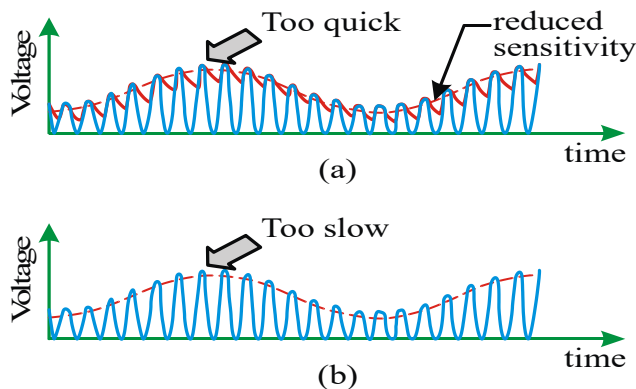 Too quick
reduced
sensitivity
Voltage
time
(a)
Too slow
Voltage
time
(b)